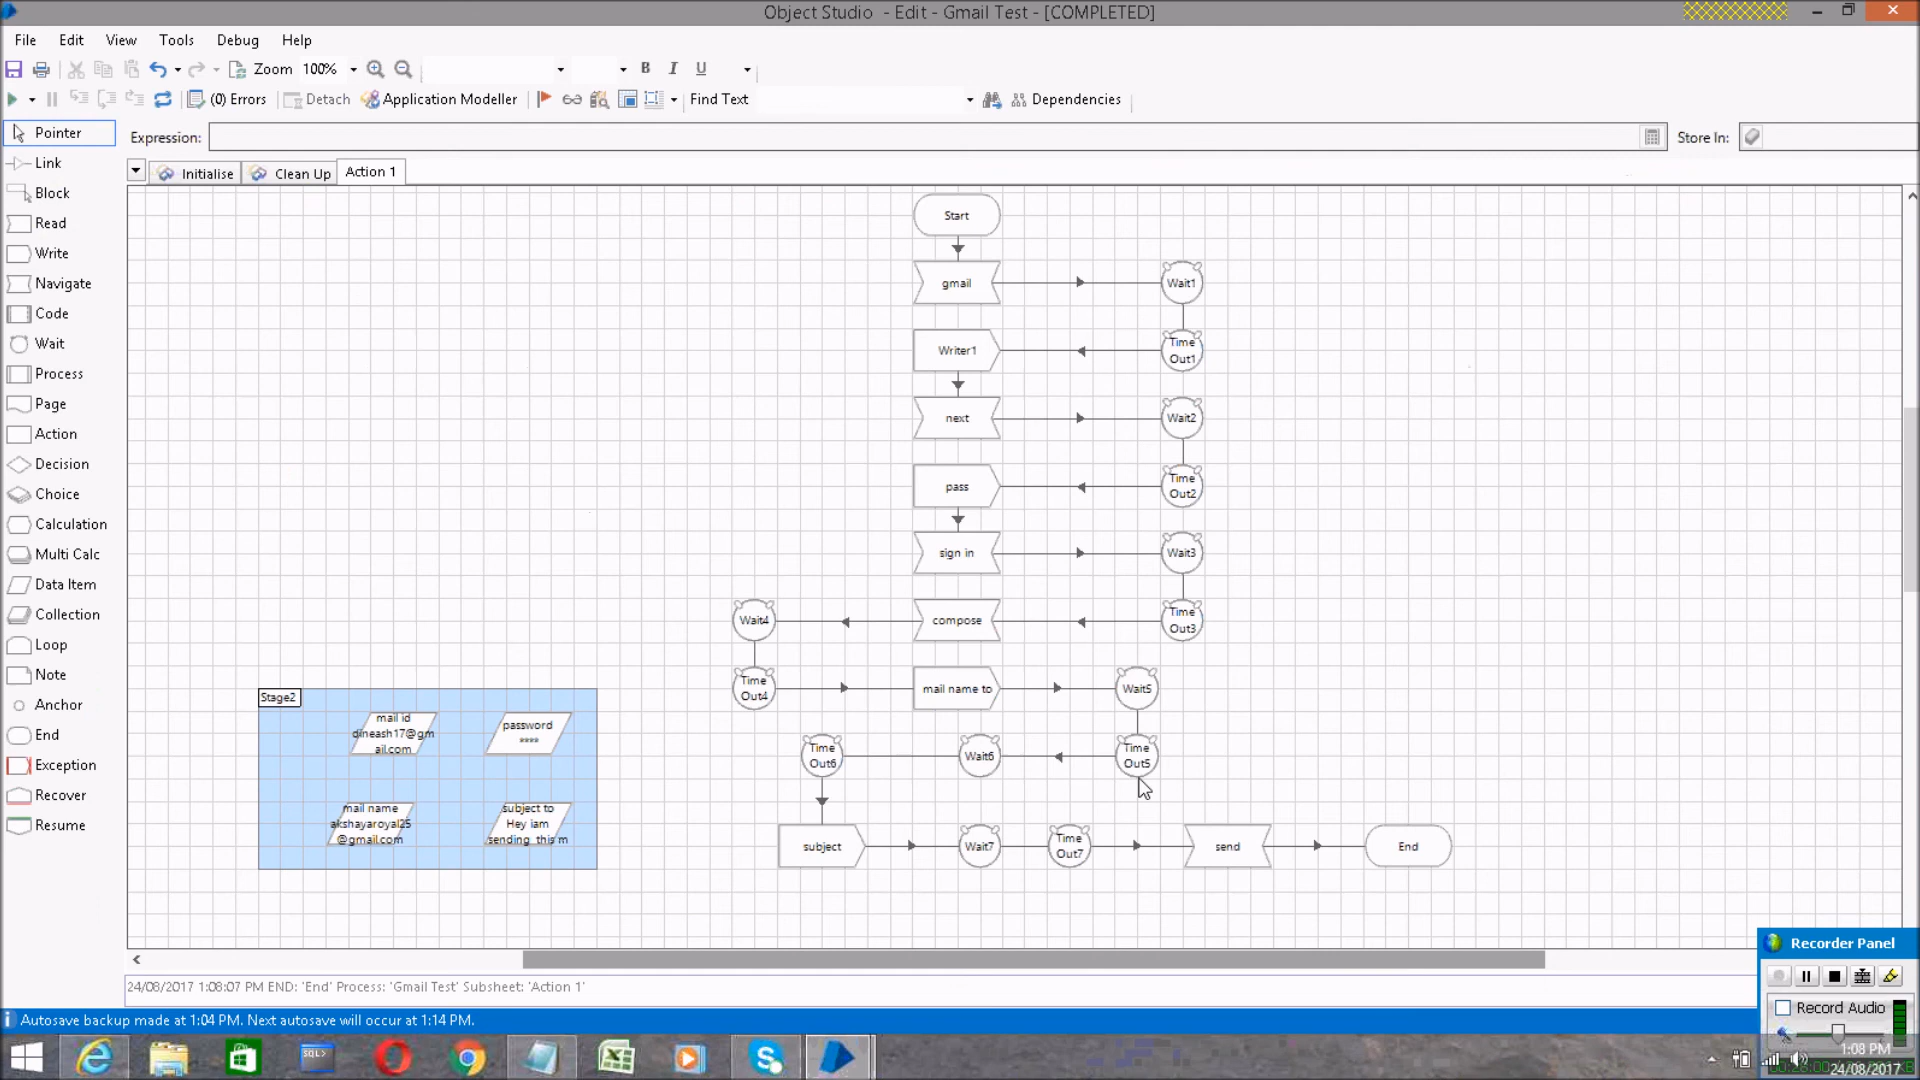 Object Studio - Edit - Gmail Test - [COMPLETED]
File Edit View Tools Debug Help
Zoom 100% B I U
(0) Errors Detach Application Modeller Find Text Dependencies
Pointer
Expression:
Store In:
Link
Initialise Clean Up Action 1
Block
Read
Write
Navigate
Code
Wait
Process
Page
Action
Decision
Choice
Calculation
Multi Calc
Data Item
Collection
Loop
Note
Anchor
End
Exception
Recover
Resume
Start
gmail
Wait1
Writer1
Time
Out1
next
Wait2
pass
Time
Out2
sign in
Wait3
Wait4
compose
Time
Out3
Time
Out4
mail name to
Wait5
Time
Out6
Wait6
Time
Out5
subject
Wait7
Time
Out7
send
End
Stage2
mail id
dineash17@gm
ail.com
password
****
mail name
akshayaroyal25
@gmail.com
subject to
Hey iam
sending this m
24/08/2017 1:08:07 PM END: 'End' Process: 'Gmail Test' Subsheet: 'Action 1'
Autosave backup made at 1:04 PM. Next autosave will occur at 1:14 PM.
Recorder Panel
Record Audio
SQL>
1:08 PM
24/08/2017